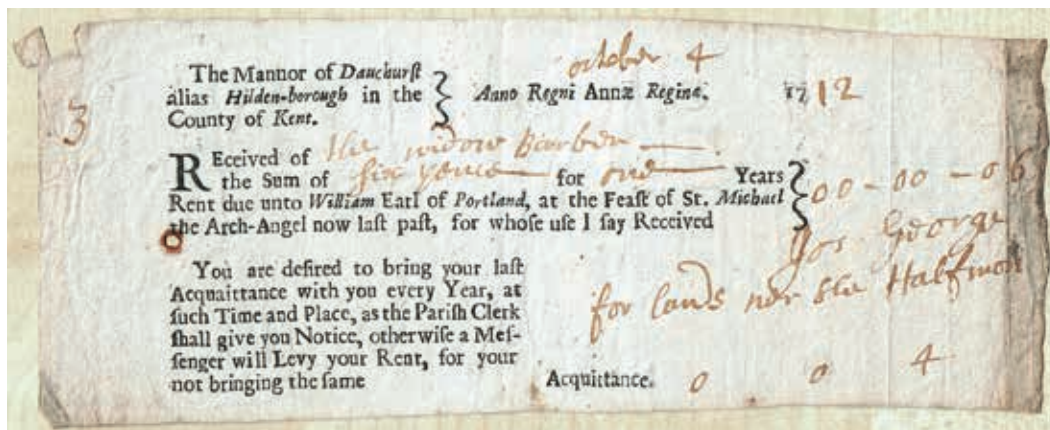 october 4
The Mannor of Dauchurſt
alias Hilden-borough in the Anno Regni Annæ Reginæ. 1712
County of Kent.
3
REceived of the widow Barber
the Sum of six pence for one Years
Rent due unto William Earl of Portland, at the Feaſt of St. Michael 00-00-06
the Arch-Angel now laſt paſt, for whoſe uſe I ſay Received
Jos George
You are deſired to bring your laſt
Acquaittance with you every Year, at for lands ner the Halfmon
ſuch Time and Place, as the Pariſh Clerk
ſhall give you Notice, otherwiſe a Meſ-
ſenger will Levy your Rent, for your
not bringing the ſame Acquittance. 0 0 4